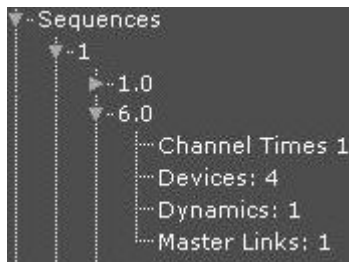 Sequences
1
1.0
6.0
Channel Times 1
Devices: 4
Dynamics: 1
Master Links: 1